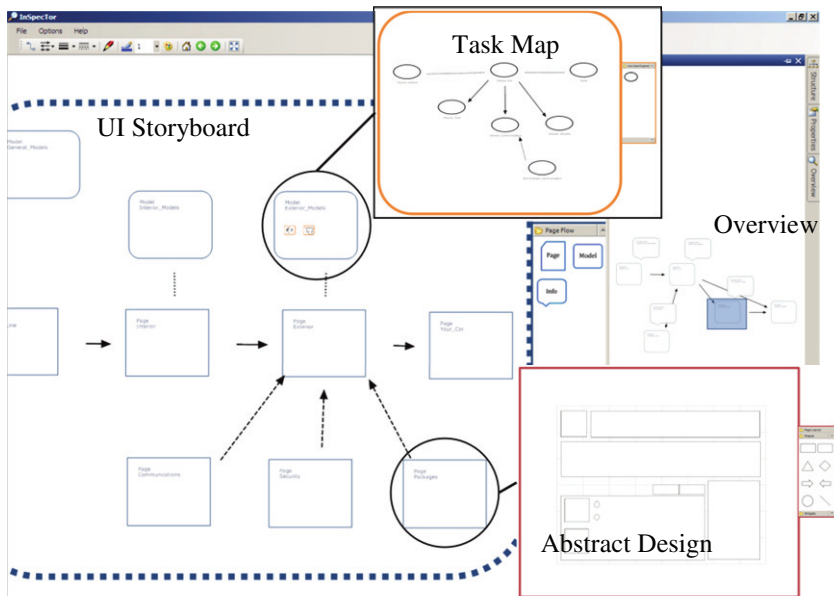 InSpecTor
File Options Help
Task Map
UI Storyboard
Model
General_Models
Model
Interior_Models
Model
Exterior_Models
Structure
Properties
Overview
Overview
Page Flow
Page
Model
Info
Page
Interior
Page
Exterior
Page
Your_Car
Page
Communications
Page
Security
Page
Packages
Abstract Design